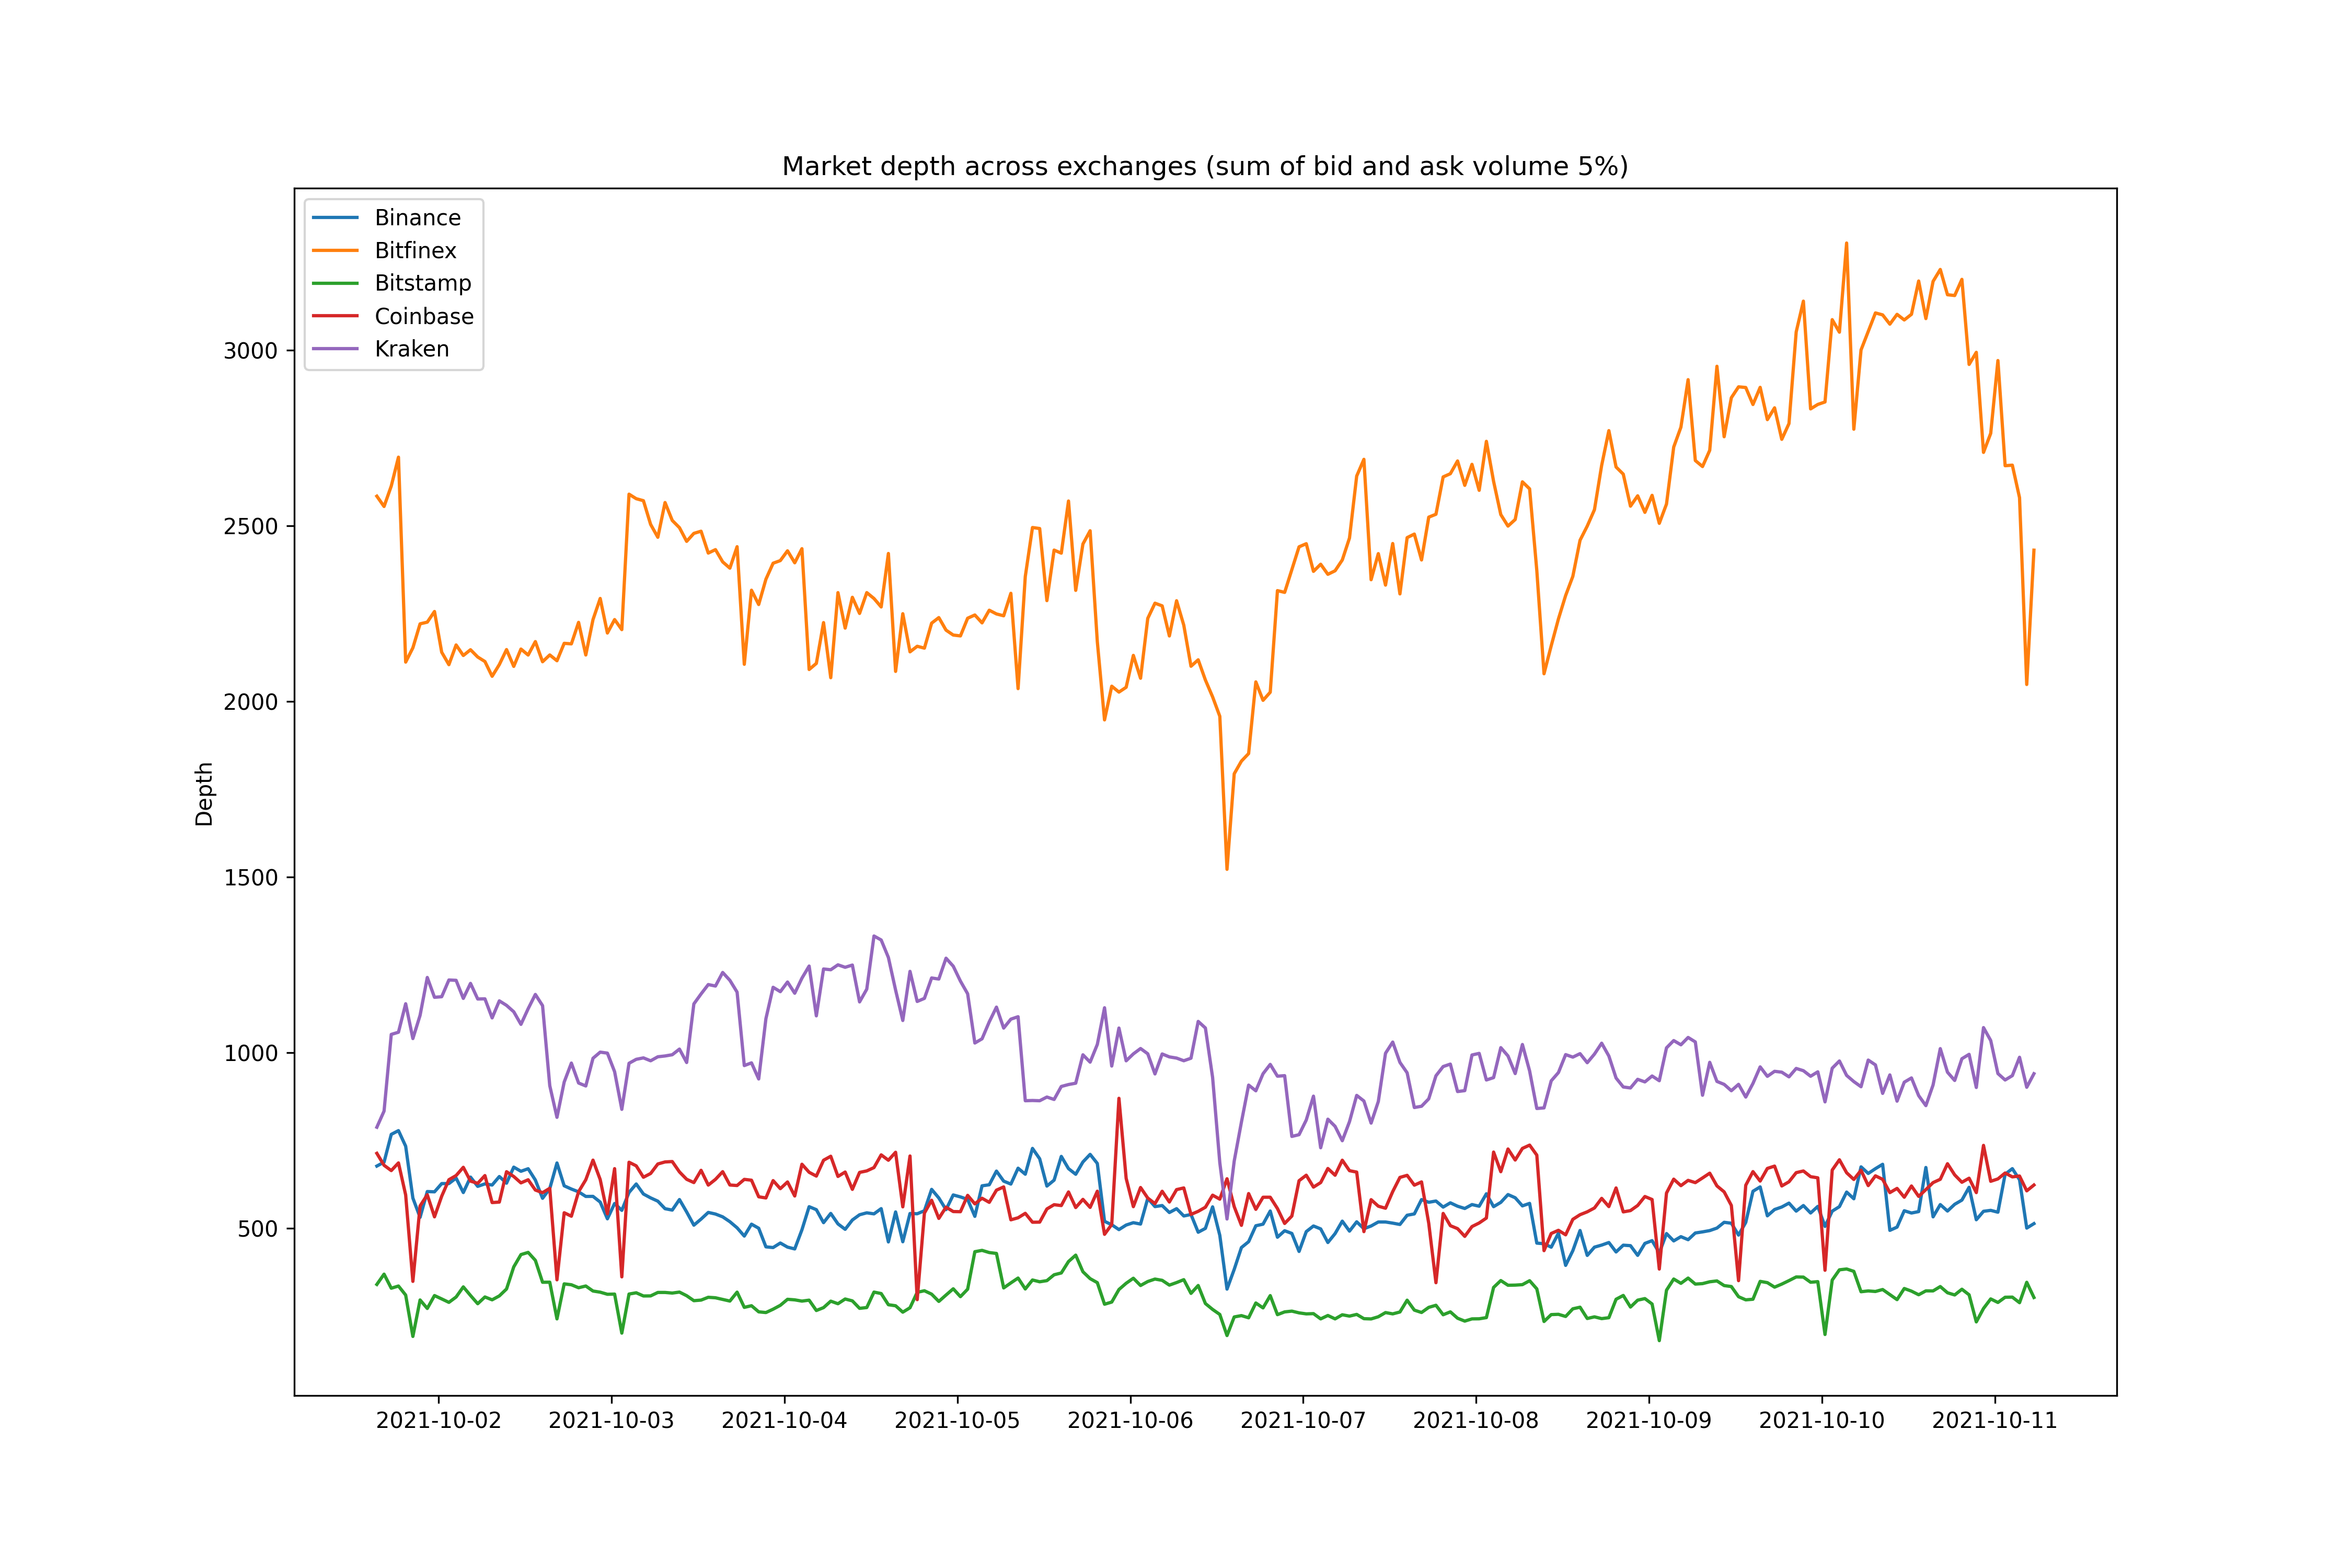 Market depth across exchanges (sum of bid and ask volume 5%)
Binance
Bitfinex
Bitstamp
Coinbase
Kraken
3000
2500
2000
1500
1000
500
Depth
2021-10-02 2021-10-03 2021-10-04 2021-10-05 2021-10-06 2021-10-07 2021-10-08 2021-10-09 2021-10-10 2021-10-11